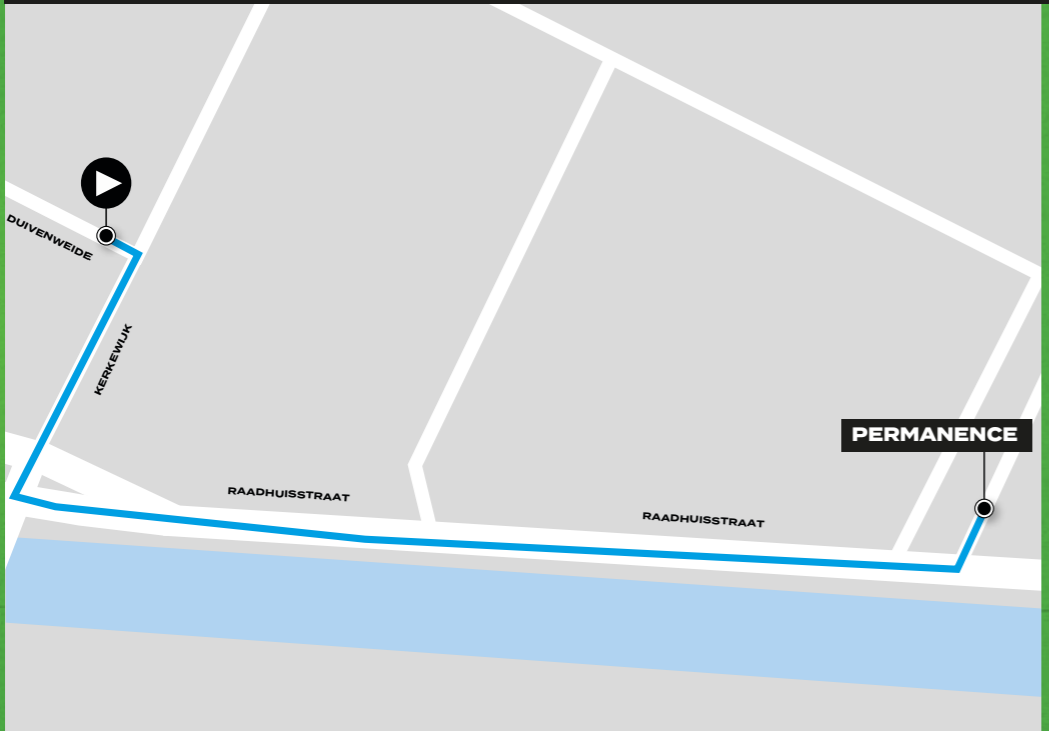 DUIVENWEIDE
KERKEWIJK
PERMANENCE
RAADHUISSTRAAT
RAADHUISSTRAAT